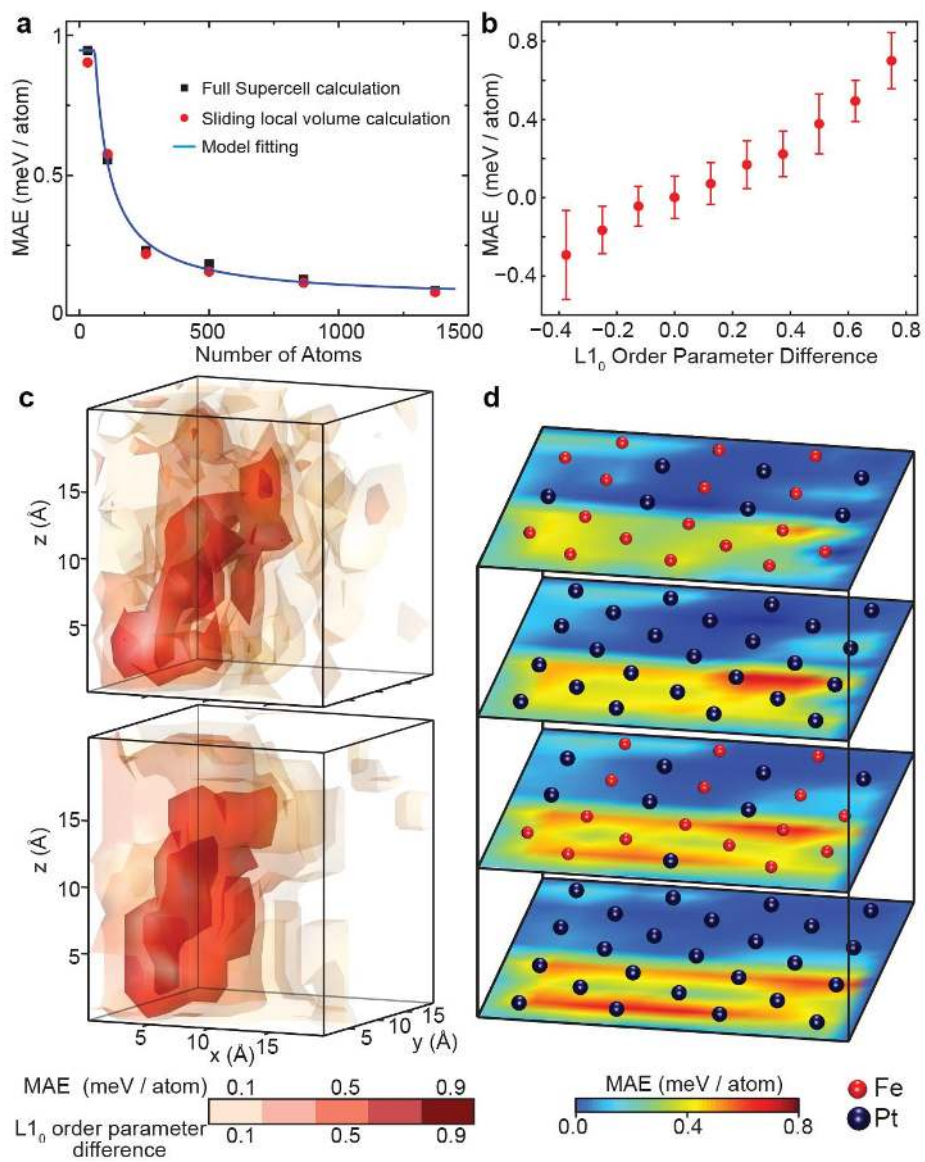 a
b
MAE (meV / atom)
1
0.5
0
0
500
1000
1500
Number of Atoms
Full Supercell calculation
Sliding local volume calculation
Model fitting
MAE (meV / atom)
0.8
0.4
0.0
−0.4
−0.4
−0.2
0.0
0.2
0.4
0.6
0.8
L1₀ Order Parameter Difference
c
d
z (Å)
15
10
5
z (Å)
15
10
5
5
10
15
x (Å)
5
10
15
y (Å)
MAE (meV / atom)
0.1
0.5
0.9
L1₀ order parameter
difference
0.1
0.5
0.9
MAE (meV / atom)
0.0
0.4
0.8
Fe
Pt